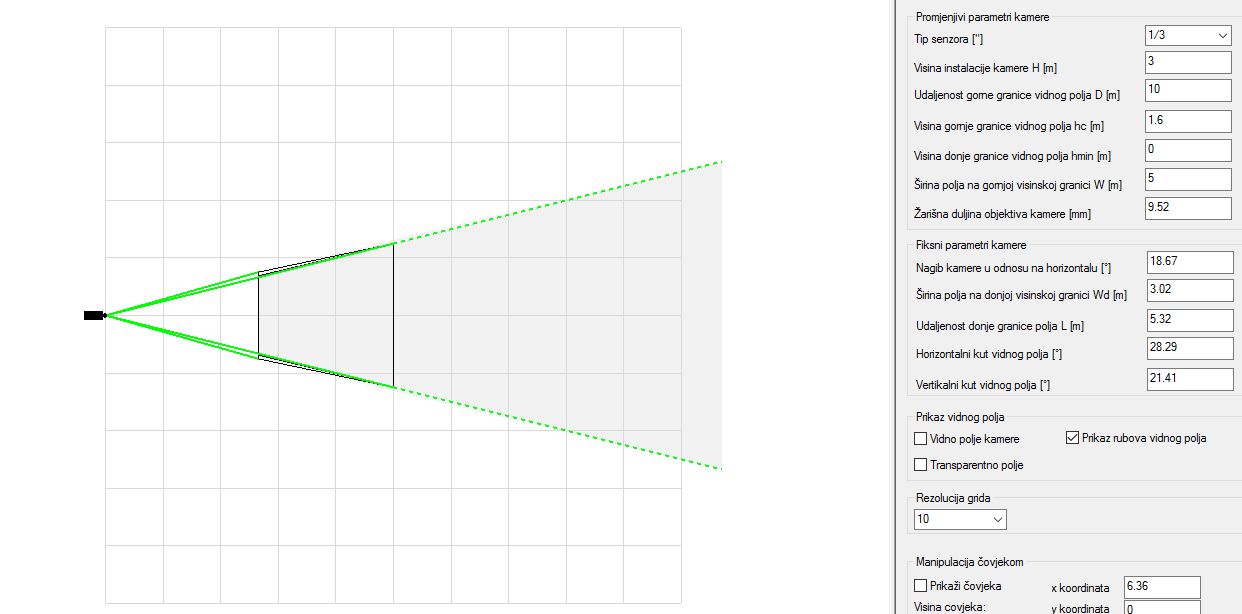 Promjenjivi parametri kamere
Tip senzora ["] 1/3
Visina instalacije kamere H [m] 3
Udaljenost gorne granice vidnog polja D [m] 10
Visina gornje granice vidnog polja hc [m] 1.6
Visina donje granice vidnog polja hmin [m] 0
Širina polja na gornjoj visinskoj granici W [m] 5
Žarišna duljina objektiva kamere [mm] 9.52
Fiksni parametri kamere
Nagib kamere u odnosu na horizontalu [°] 18.67
Širina polja na donjoj visinskoj granici Wd [m] 3.02
Udaljenost donje granice polja L [m] 5.32
Horizontalni kut vidnog polja [°] 28.29
Vertikalni kut vidnog polja [°] 21.41
Prikaz vidnog polja
Vidno polje kamere Prikaz rubova vidnog polja
Transparentno polje
Rezolucija grida
10
Manipulacija čovjekom
Prikaži čovjeka x koordinata 6.36
Visina covjeka: y koordinata 0